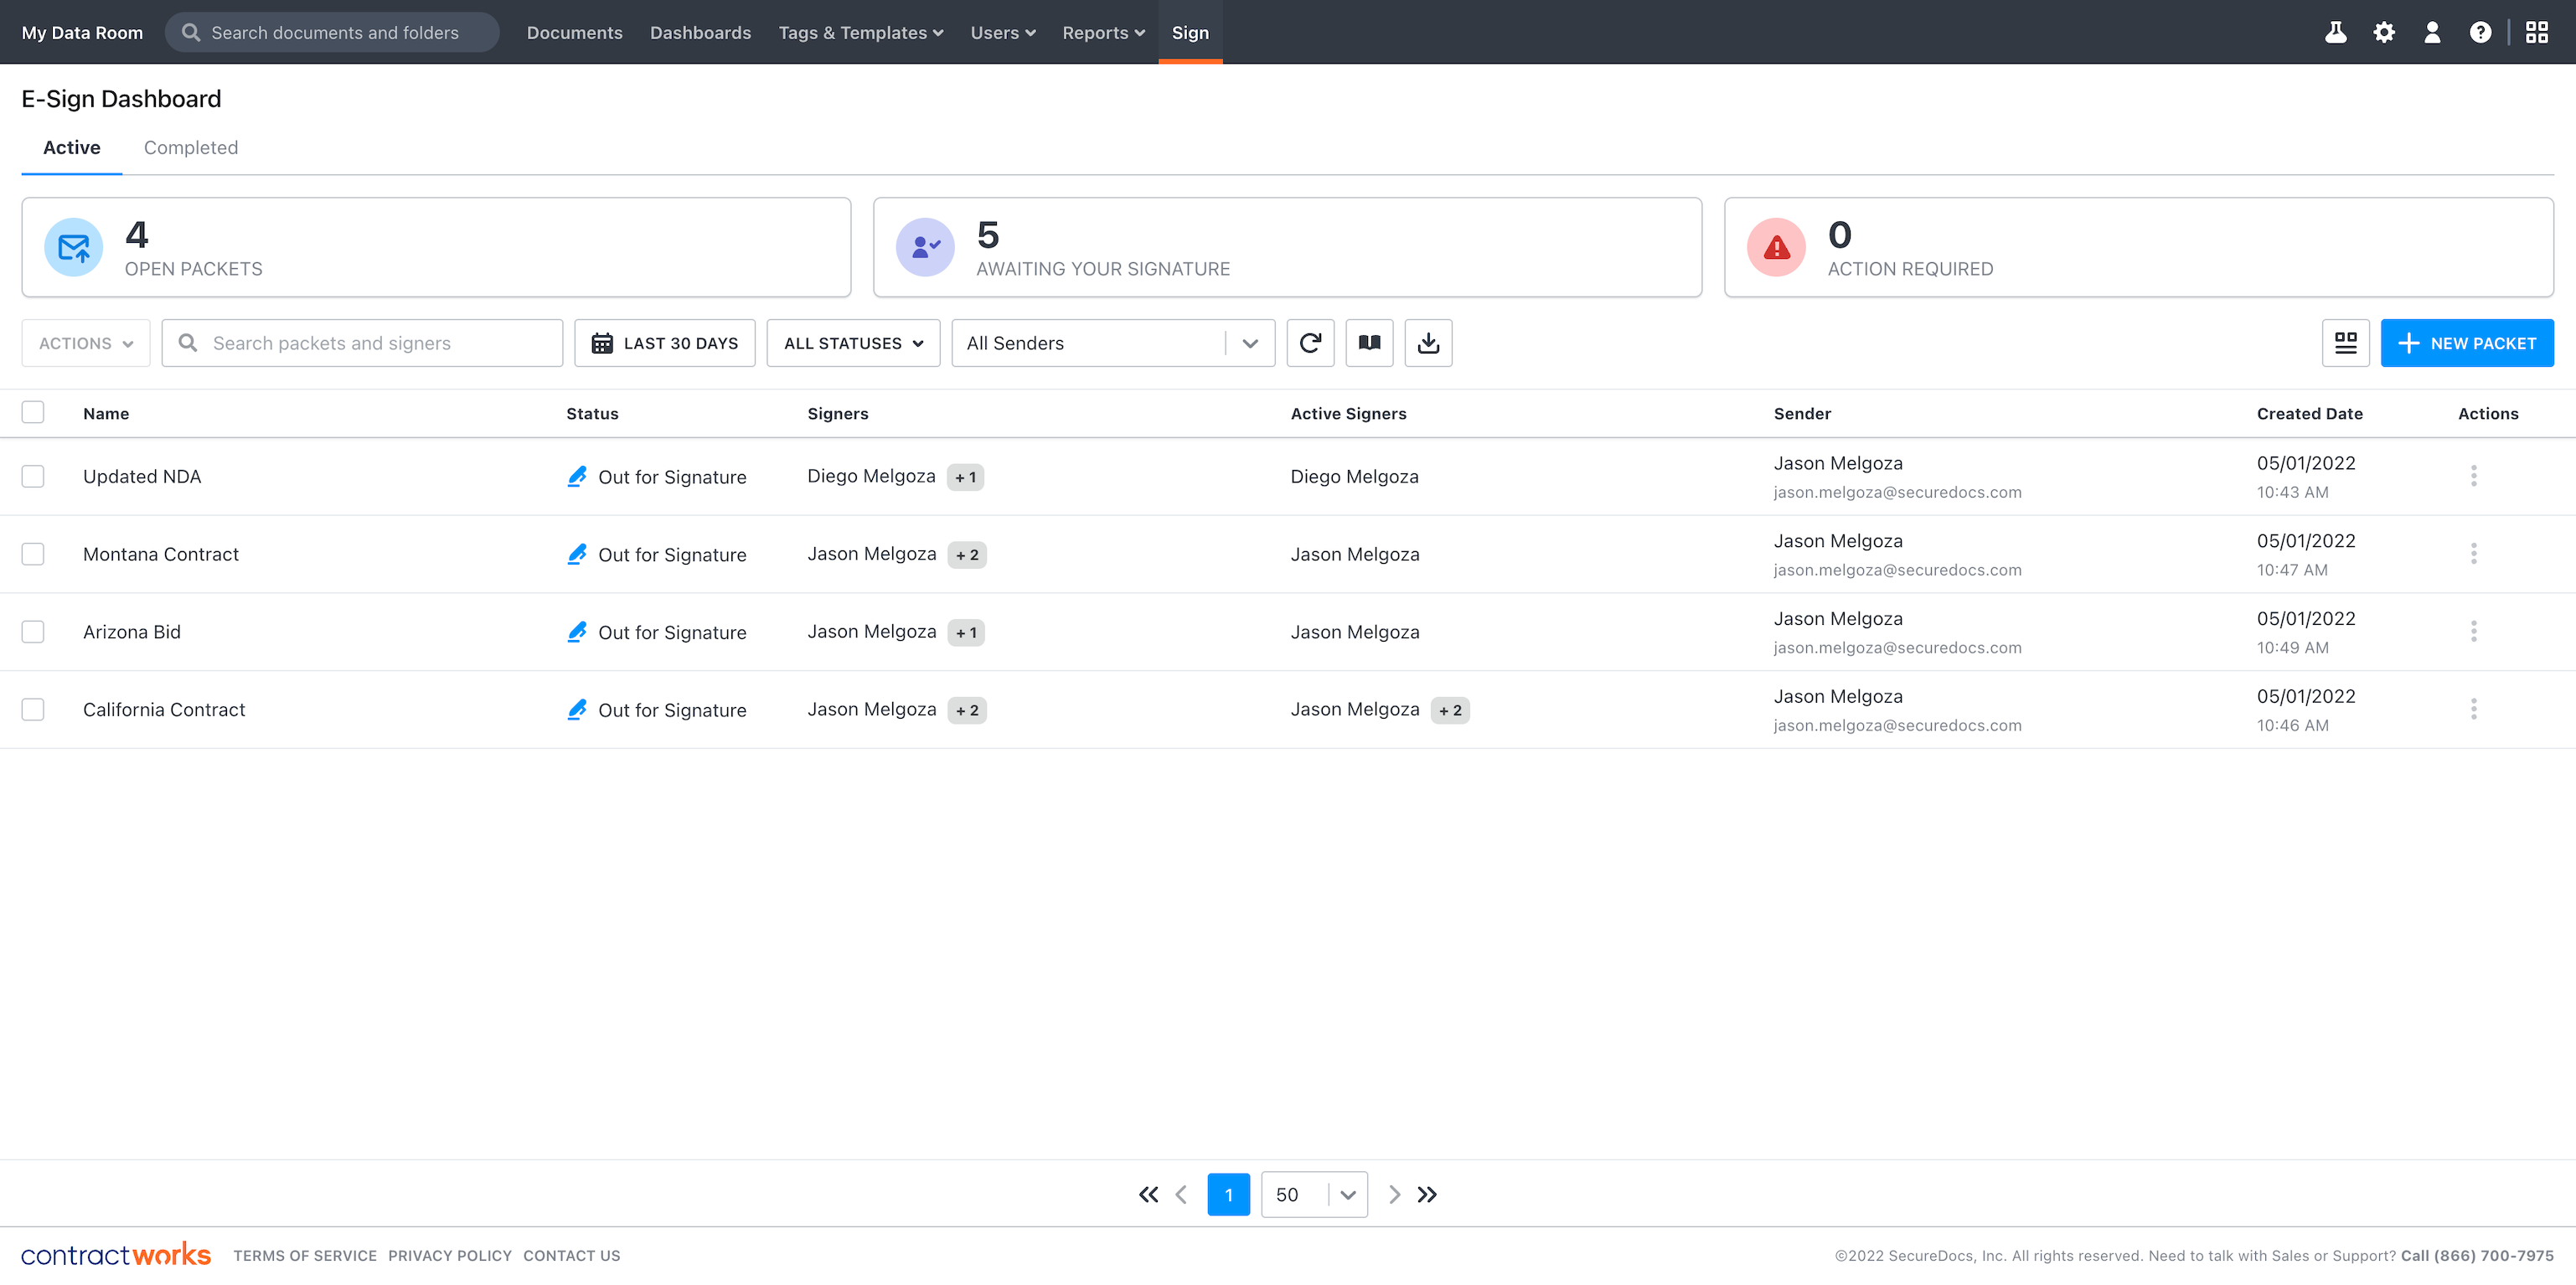 My Data Room Search documents and folders Documents Dashboards Tags & Templates Users Reports Sign
E-Sign Dashboard
Active Completed
4
OPEN PACKETS
5
AWAITING YOUR SIGNATURE
0
ACTION REQUIRED
ACTIONS Search packets and signers LAST 30 DAYS ALL STATUSES All Senders NEW PACKET
Name Status Signers Active Signers Sender Created Date Actions
Updated NDA Out for Signature Diego Melgoza + 1 Diego Melgoza Jason Melgoza 05/01/2022
jason.melgoza@securedocs.com 10:43 AM
Montana Contract Out for Signature Jason Melgoza + 2 Jason Melgoza Jason Melgoza 05/01/2022
jason.melgoza@securedocs.com 10:47 AM
Arizona Bid Out for Signature Jason Melgoza + 1 Jason Melgoza Jason Melgoza 05/01/2022
jason.melgoza@securedocs.com 10:49 AM
California Contract Out for Signature Jason Melgoza + 2 Jason Melgoza + 2 Jason Melgoza 05/01/2022
jason.melgoza@securedocs.com 10:46 AM
1 50
contractworks TERMS OF SERVICE PRIVACY POLICY CONTACT US ©2022 SecureDocs, Inc. All rights reserved. Need to talk with Sales or Support? Call (866) 700-7975